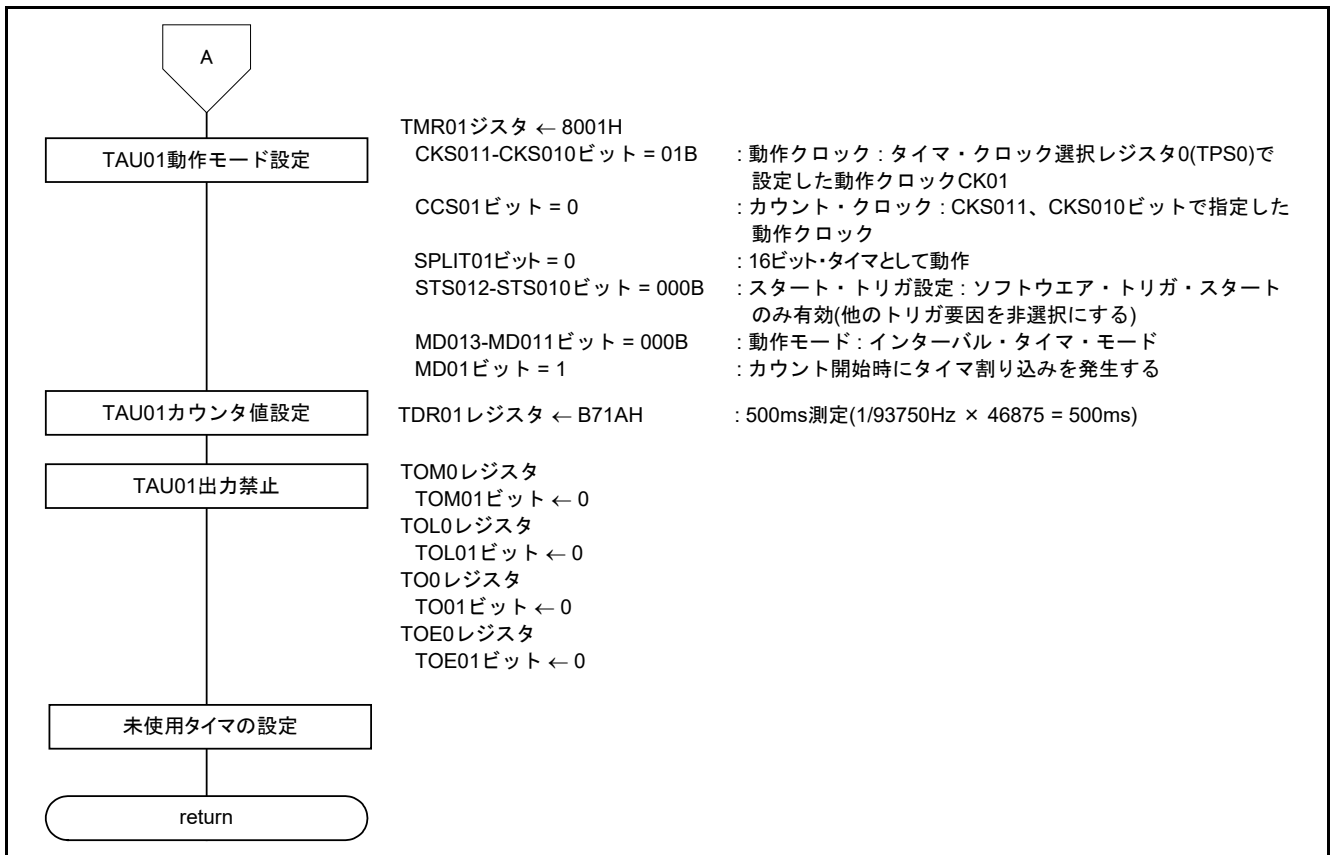 A
TAU01動作モード設定
TMR01ジスタ ← 8001H
CKS011-CKS010ビット = 01B : 動作クロック : タイマ・クロック選択レジスタ0(TPS0)で
設定した動作クロックCK01
CCS01ビット = 0 : カウント・クロック : CKS011、CKS010ビットで指定した
動作クロック
SPLIT01ビット = 0 : 16ビット・タイマとして動作
STS012-STS010ビット = 000B : スタート・トリガ設定 : ソフトウエア・トリガ・スタート
のみ有効(他のトリガ要因を非選択にする)
MD013-MD011ビット = 000B : 動作モード : インターバル・タイマ・モード
MD01ビット = 1 : カウント開始時にタイマ割り込みを発生する
TAU01カウンタ値設定
TDR01レジスタ ← B71AH : 500ms測定(1/93750Hz × 46875 = 500ms)
TAU01出力禁止
TOM0レジスタ
TOM01ビット ← 0
TOL0レジスタ
TOL01ビット ← 0
TO0レジスタ
TO01ビット ← 0
TOE0レジスタ
TOE01ビット ← 0
未使用タイマの設定
return